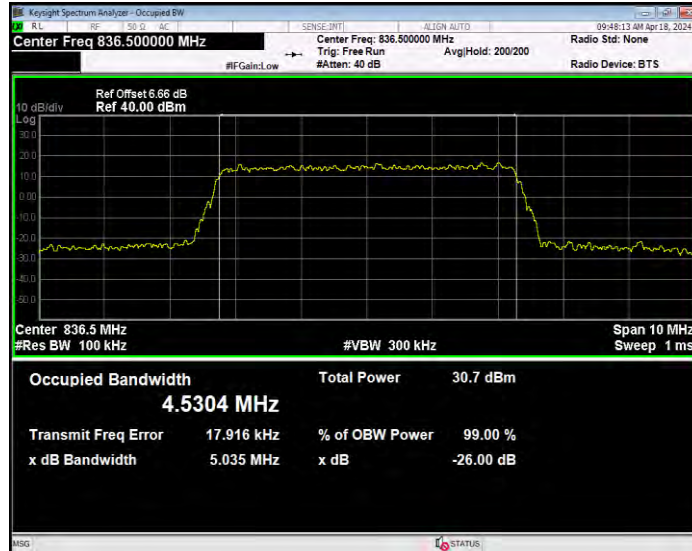 Keysight Spectrum Analyzer - Occupied BW
RL RF 50 Ω AC SENSE:INT ALIGN AUTO 09:48:13 AM Apr 18, 2024
Center Freq 836.500000 MHz
Center Freq: 836.500000 MHz
Radio Std: None
Trig: Free Run
Avg|Hold: 200/200
#IFGain:Low
#Atten: 40 dB
Radio Device: BTS
Ref Offset 6.66 dB
10 dB/div
Ref 40.00 dBm
Log
30.0
20.0
10.0
0.00
-10.0
-20.0
-30.0
-40.0
-50.0
Center 836.5 MHz
Span 10 MHz
#Res BW 100 kHz
#VBW 300 kHz
Sweep 1 ms
Occupied Bandwidth
Total Power 30.7 dBm
4.5304 MHz
Transmit Freq Error 17.916 kHz
% of OBW Power 99.00 %
x dB Bandwidth 5.035 MHz
x dB -26.00 dB
MSG
STATUS